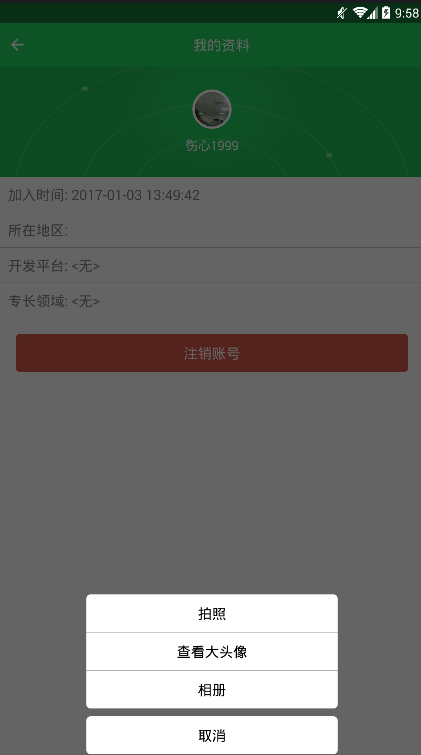 9:58
我的资料
伤心1999
加入时间: 2017-01-03 13:49:42
所在地区:
开发平台: <无>
专长领域: <无>
注销账号
拍照
查看大头像
相册
取消